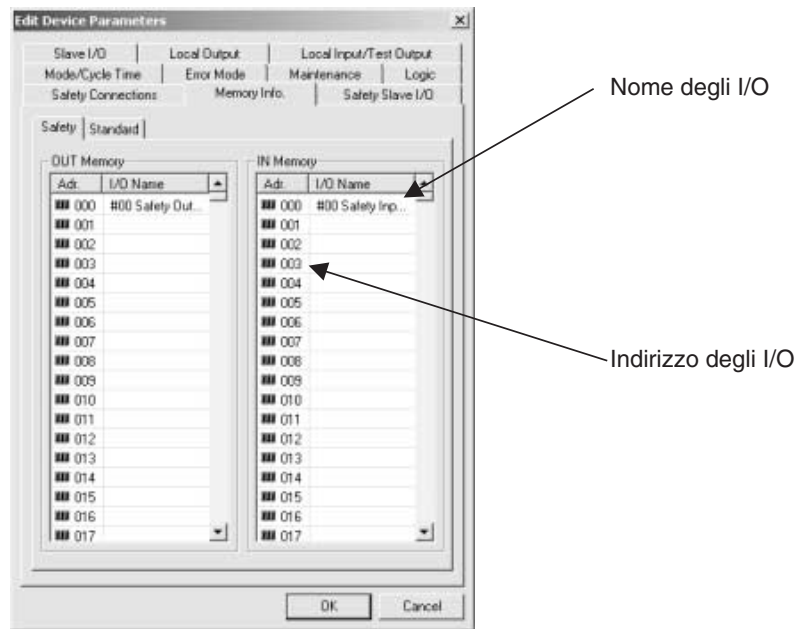 Edit Device Parameters
Slave I/O Local Output Local Input/Test Output
Mode/Cycle Time Error Mode Maintenance Logic
Safety Connections Memory Info. Safety Slave I/O
Safety Standard
OUT Memory
Adr. I/O Name
000 #00 Safety Out...
001
002
003
004
005
006
007
008
009
010
011
012
013
014
015
016
017
IN Memory
Adr. I/O Name
000 #00 Safety Inp...
001
002
003
004
005
006
007
008
009
010
011
012
013
014
015
016
017
OK Cancel
Nome degli I/O
Indirizzo degli I/O